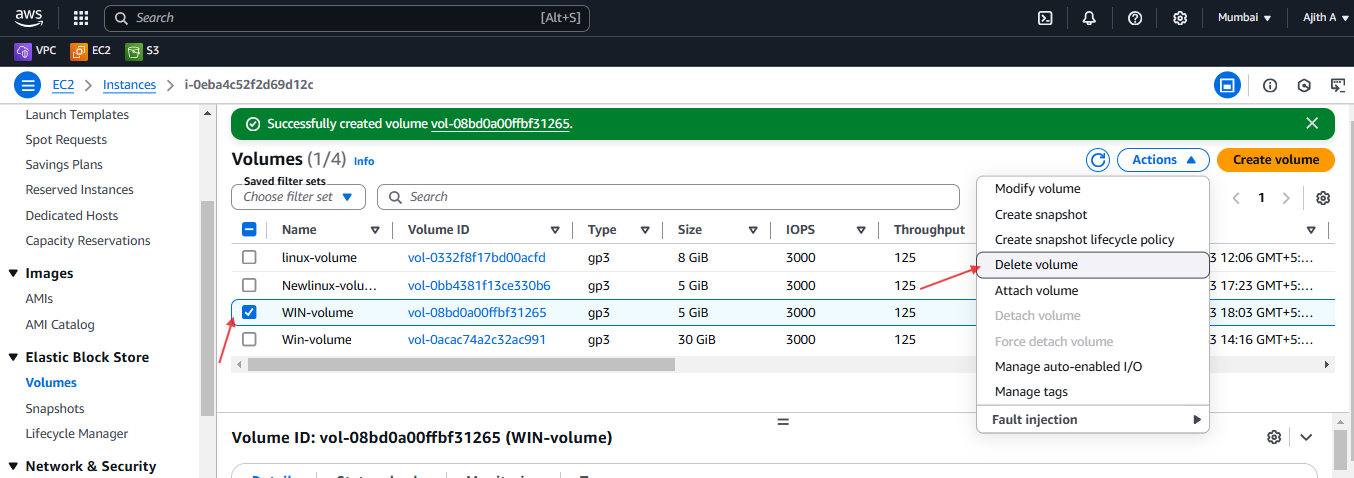 aws Search [Alt+S] Mumbai Ajith A
VPC EC2 S3
EC2 Instances i-0eba4c52f2d69d12c
Launch Templates
Spot Requests
Savings Plans
Reserved Instances
Dedicated Hosts
Capacity Reservations
Images
AMIs
AMI Catalog
Elastic Block Store
Volumes
Snapshots
Lifecycle Manager
Network & Security
Successfully created volume vol-08bd0a00ffbf31265.
Volumes (1/4) Info
Actions
Create volume
Saved filter sets
Choose filter set Search
1
Name Volume ID Type Size IOPS Throughput
linux-volume vol-0332f8f17bd00acfd gp3 8 GiB 3000 125 3 12:06 GMT+5:...
Newlinux-volu... vol-0bb4381f13ce330b6 gp3 5 GiB 3000 125 3 17:23 GMT+5:...
WIN-volume vol-08bd0a00ffbf31265 gp3 5 GiB 3000 125 3 18:03 GMT+5:...
Win-volume vol-0acac74a2c32ac991 gp3 30 GiB 3000 125 3 14:16 GMT+5:...
Modify volume
Create snapshot
Create snapshot lifecycle policy
Delete volume
Attach volume
Detach volume
Force detach volume
Manage auto-enabled I/O
Manage tags
Fault injection
Volume ID: vol-08bd0a00ffbf31265 (WIN-volume)